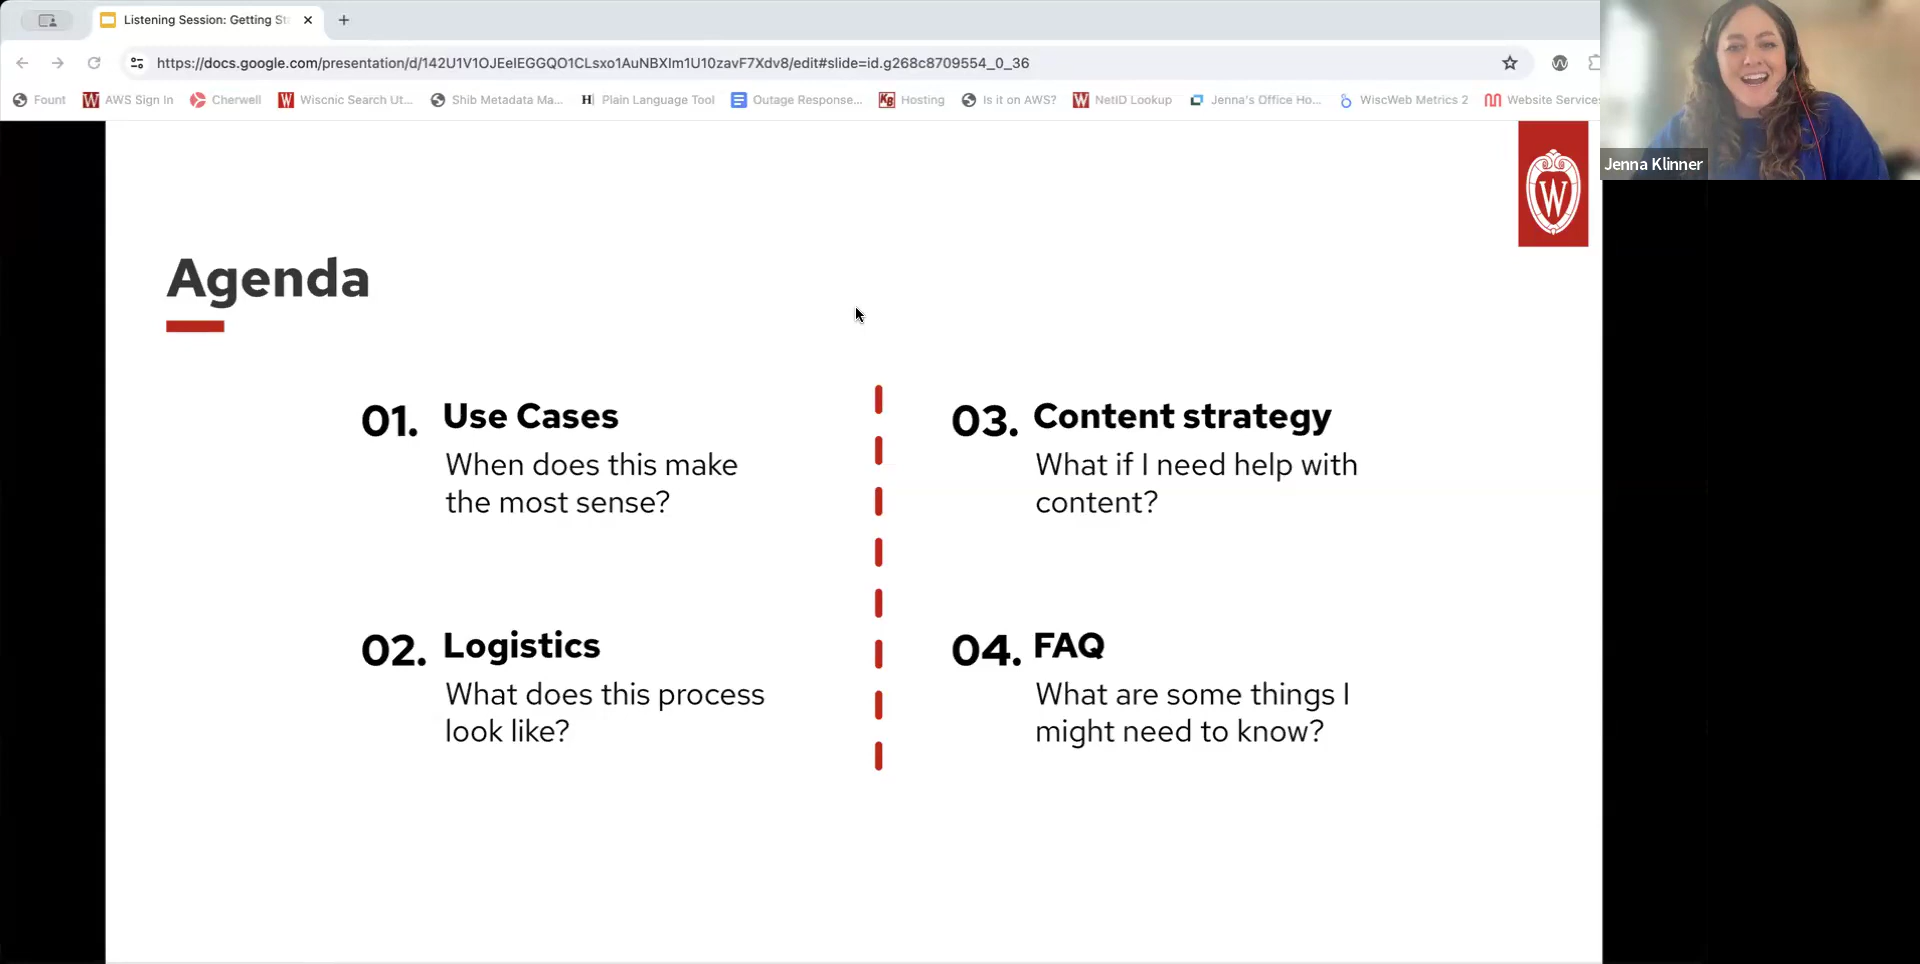 Listening Session: Getting St
https://docs.google.com/presentation/d/142U1V1OJEeIEGGQO1CLsxo1AuNBXIm1U10zavF7Xdv8/edit#slide=id.g268c8709554_0_36
Fount AWS Sign In Cherwell Wiscnic Search Ut... Shib Metadata Ma... Plain Language Tool Outage Response... Hosting Is it on AWS? NetID Lookup Jenna's Office Ho... WiscWeb Metrics 2 Website Service
Jenna Klinner
W
Agenda
01. Use Cases
When does this make
the most sense?
02. Logistics
What does this process
look like?
03. Content strategy
What if I need help with
content?
04. FAQ
What are some things I
might need to know?